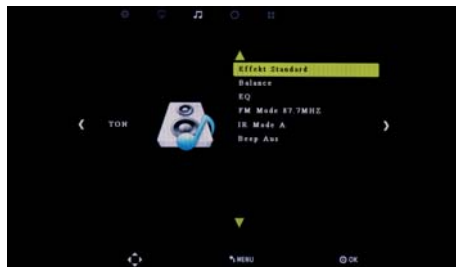 Effekt Standard
Balance
EQ
FM Mode 87.7MHZ
TON
IR Mode A
Beep Aus
MENU
OK